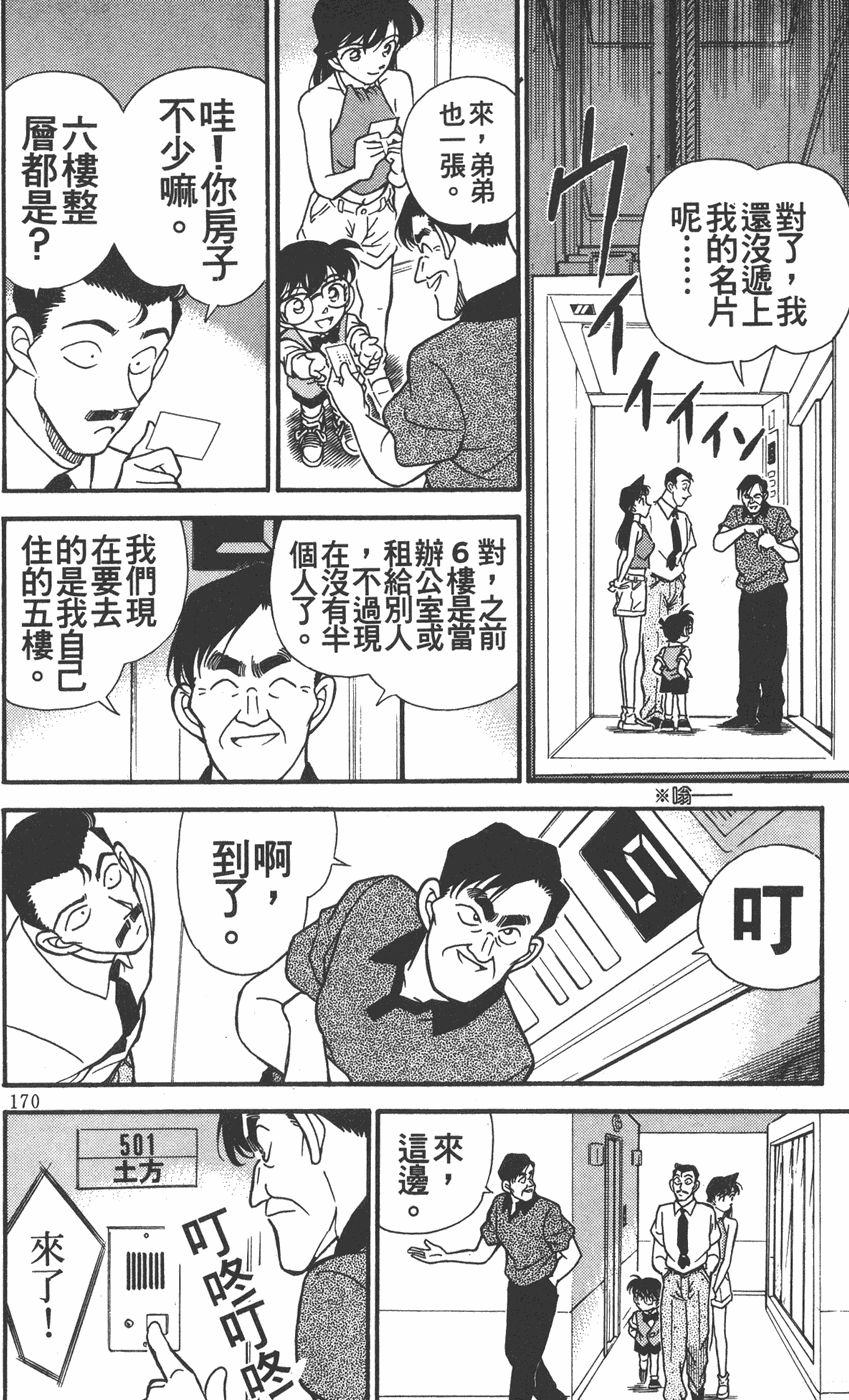 對了，我
還沒遞上
我的名片
呢……
ウィイイイイン
※嗡——
來，弟弟
也一張。
哇！你房子
不少嘛。
六樓整
層都是？
對，之前
6樓是當
辦公室或
租給別人
，不過現
在沒有半
個人了。
我們現
在要去
的是我自己
住的五樓。
叮
5
啊，
到了。
170
來，
這邊。
501
土方
叮咚叮咚
來了！